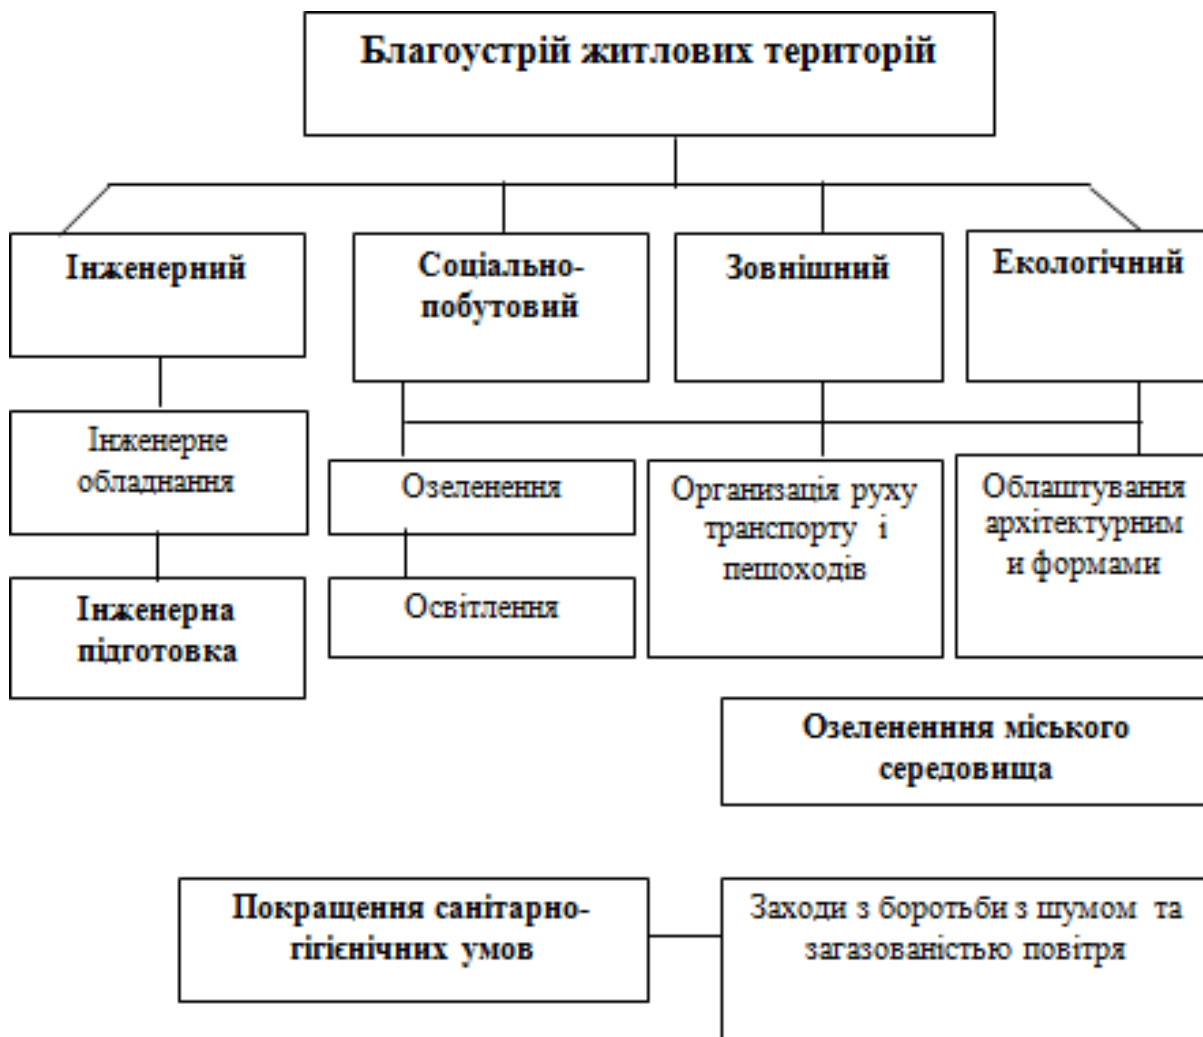 Благоустрій житлових територій
Інженерний
Соціально-
побутовий
Зовнішний
Екологічний
Інженерне
обладнання
Озеленення
Организація руху
транспорту і
пешоходів
Облаштування
архітектурним
и формами
Інженерна
підготовка
Освітлення
Озелененння міського
середовища
Покращення санітарно-
гігієнічних умов
Заходи з боротьби з шумом та
загазованістью повітря